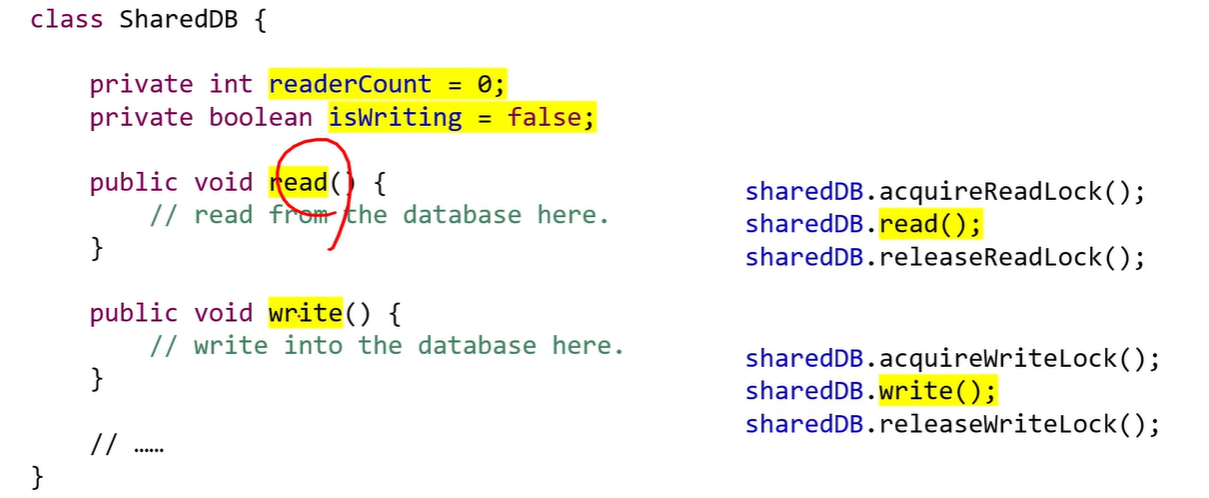 class SharedDB {
private int readerCount = 0;
private boolean isWriting = false;
public void read() {
// read from the database here.
}
public void write() {
// write into the database here.
}
// ……
}
sharedDB.acquireReadLock();
sharedDB.read();
sharedDB.releaseReadLock();
sharedDB.acquireWriteLock();
sharedDB.write();
sharedDB.releaseWriteLock();